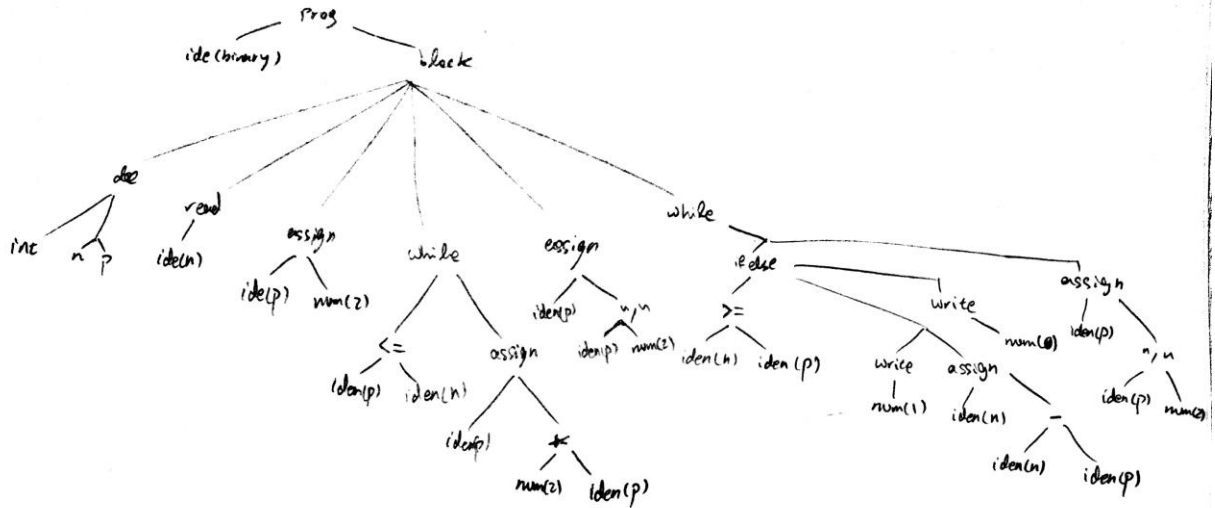 Prog
ide(binary)
block
dec
read
while
int
n
p
ide(n)
assign
while
assign
ifelse
assign
ide(p)
num(2)
iden(p)
"/"
>=
write
iden(p)
<=
assign
iden(p)
num(2)
iden(n)
iden(p)
write
assign
num(0)
"/"
iden(p)
iden(n)
num(1)
iden(n)
-
iden(p)
num(2)
iden(p)
*
iden(n)
iden(p)
num(2)
iden(p)